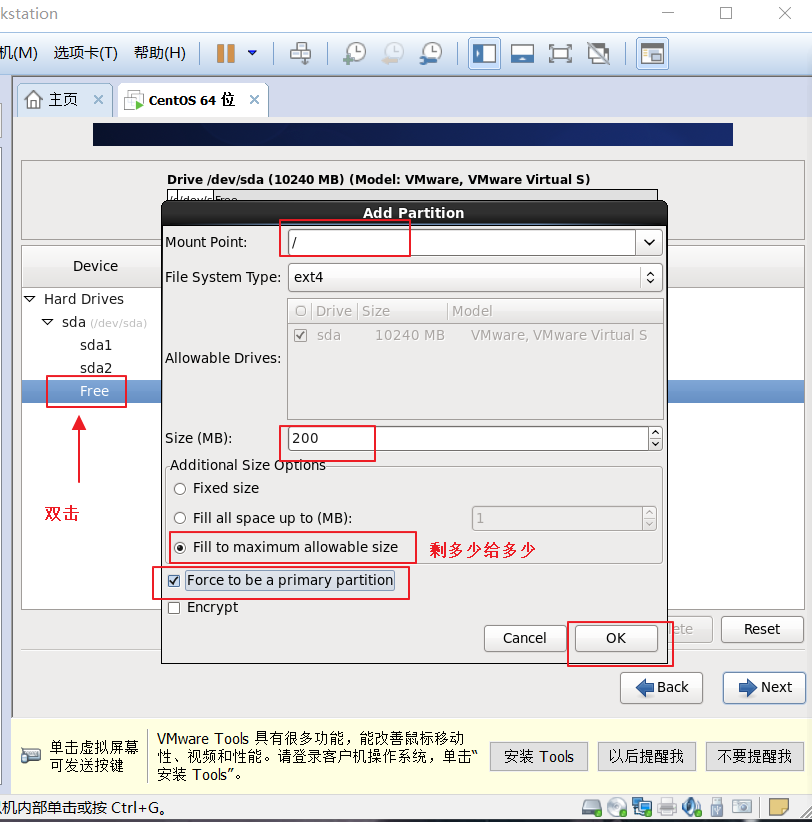 kstation
机(M) 选项卡(T) 帮助(H)
主页 CentOS 64 位
Drive /dev/sda (10240 MB) (Model: VMware, VMware Virtual S)
Add Partition
Mount Point: /
Device
File System Type: ext4
Hard Drives
Drive Size Model
sda (/dev/sda)
sda 10240 MB VMware, VMware Virtual S
sda1
Allowable Drives:
sda2
Free
Size (MB): 200
Additional Size Options
Fixed size
双击
Fill all space up to (MB): 1
Fill to maximum allowable size 剩多少给多少
Force to be a primary partition
Encrypt
Cancel OK Reset
Back Next
单击虚拟屏幕
可发送按键
VMware Tools 具有很多功能，能改善鼠标移动
性、视频和性能。请登录客户机操作系统，单击“
安装 Tools”。
安装 Tools 以后提醒我 不要提醒我
机内部单击或按 Ctrl+G。